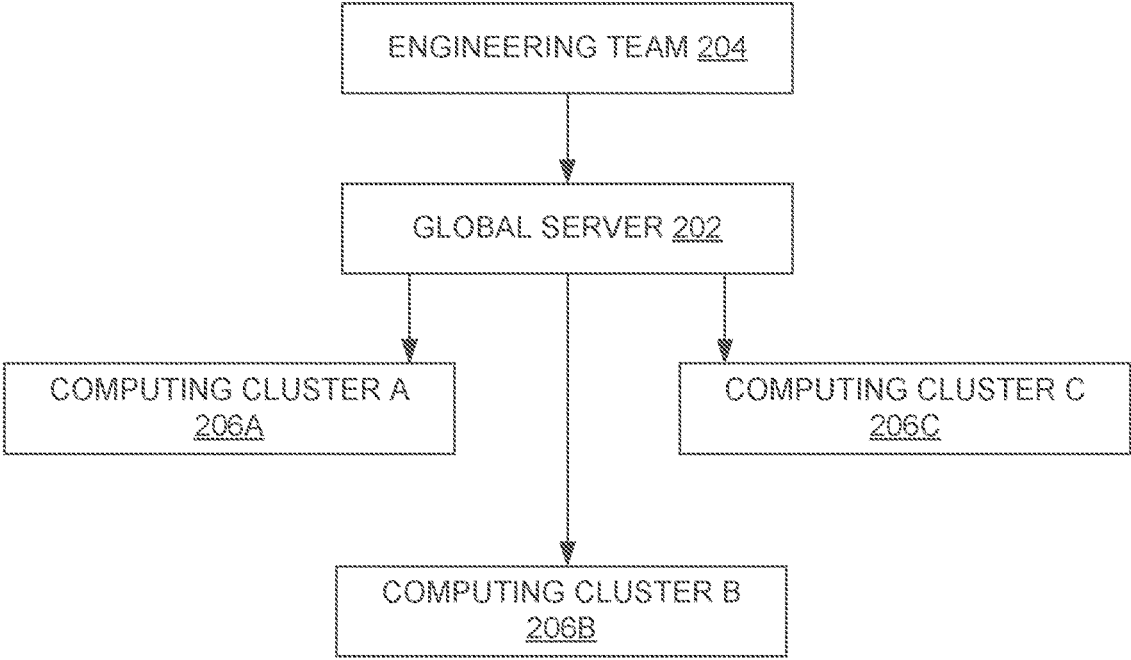 ENGINEERING TEAM 204
GLOBAL SERVER 202
COMPUTING CLUSTER A
206A
COMPUTING CLUSTER C
206C
COMPUTING CLUSTER B
206B